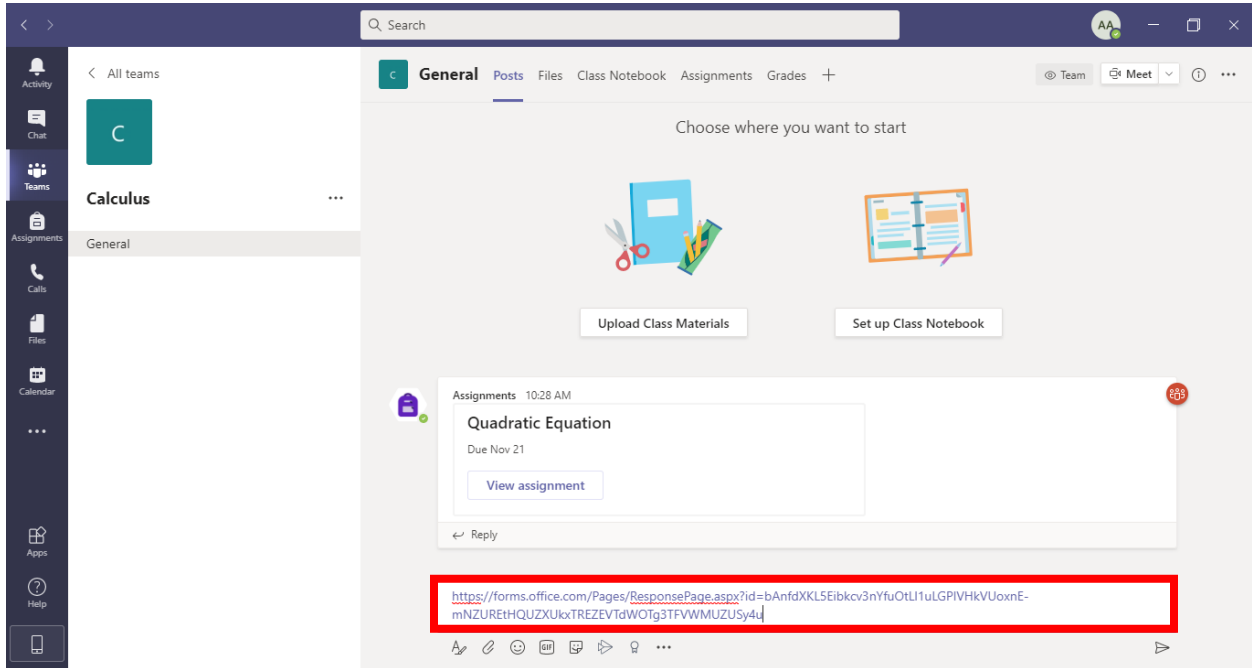 Search
AA
Activity
Chat
Teams
Assignments
Calls
Files
Calendar
Apps
Help
All teams
C
Calculus
General
C
General Posts Files Class Notebook Assignments Grades
Team Meet
Choose where you want to start
Upload Class Materials
Set up Class Notebook
Assignments 10:28 AM
Quadratic Equation
Due Nov 21
View assignment
Reply
https://forms.office.com/Pages/ResponsePage.aspx?id=bAnfdXKL5Eibkcv3nYfuOtLI1uLGPlVHkVUoxnE-
mNZUREtHQUZXUkxTREZEVTdWOTg3TFVWMUZUSy4u
GIF